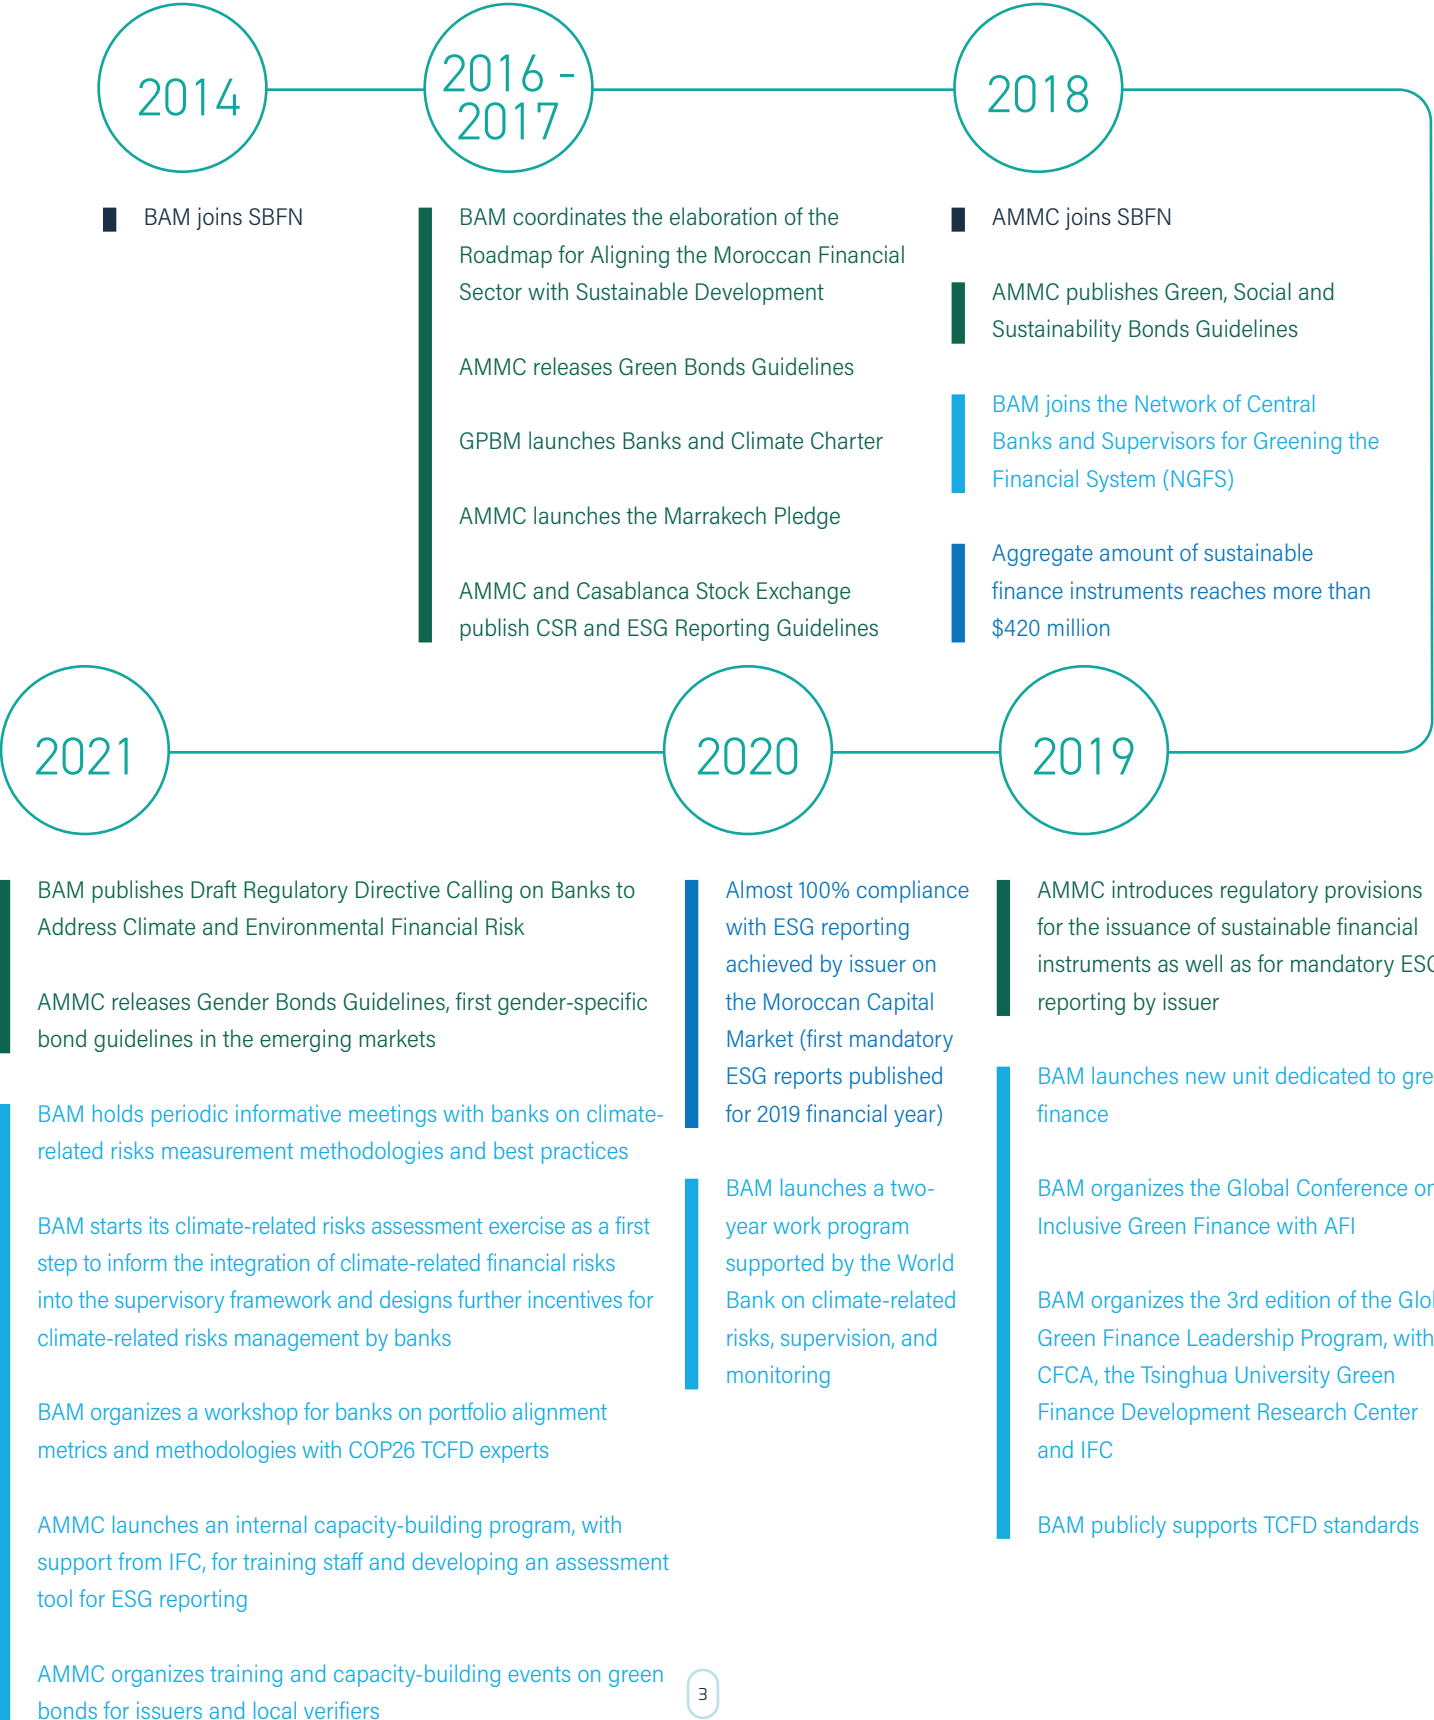 2014
BAM joins SBFN
2016 -
2017
BAM coordinates the elaboration of the
Roadmap for Aligning the Moroccan Financial
Sector with Sustainable Development
AMMC releases Green Bonds Guidelines
GPBM launches Banks and Climate Charter
AMMC launches the Marrakech Pledge
AMMC and Casablanca Stock Exchange
publish CSR and ESG Reporting Guidelines
2018
AMMC joins SBFN
AMMC publishes Green, Social and
Sustainability Bonds Guidelines
BAM joins the Network of Central
Banks and Supervisors for Greening the
Financial System (NGFS)
Aggregate amount of sustainable
finance instruments reaches more than
$420 million
2021
BAM publishes Draft Regulatory Directive Calling on Banks to
Address Climate and Environmental Financial Risk
AMMC releases Gender Bonds Guidelines, first gender-specific
bond guidelines in the emerging markets
BAM holds periodic informative meetings with banks on climate-
related risks measurement methodologies and best practices
BAM starts its climate-related risks assessment exercise as a first
step to inform the integration of climate-related financial risks
into the supervisory framework and designs further incentives for
climate-related risks management by banks
BAM organizes a workshop for banks on portfolio alignment
metrics and methodologies with COP26 TCFD experts
AMMC launches an internal capacity-building program, with
support from IFC, for training staff and developing an assessment
tool for ESG reporting
AMMC organizes training and capacity-building events on green
bonds for issuers and local verifiers
2020
Almost 100% compliance
with ESG reporting
achieved by issuer on
the Moroccan Capital
Market (first mandatory
ESG reports published
for 2019 financial year)
BAM launches a two-
year work program
supported by the World
Bank on climate-related
risks, supervision, and
monitoring
2019
AMMC introduces regulatory provisions
for the issuance of sustainable financial
instruments as well as for mandatory
reporting by issuer
BAM launches new unit dedicated to
finance
BAM organizes the Global Conference
Inclusive Green Finance with AFI
BAM organizes the 3rd edition of the
Green Finance Leadership Program, with
CFCA, the Tsinghua University Green
Finance Development Research Center
and IFC
BAM publicly supports TCFD standards
3